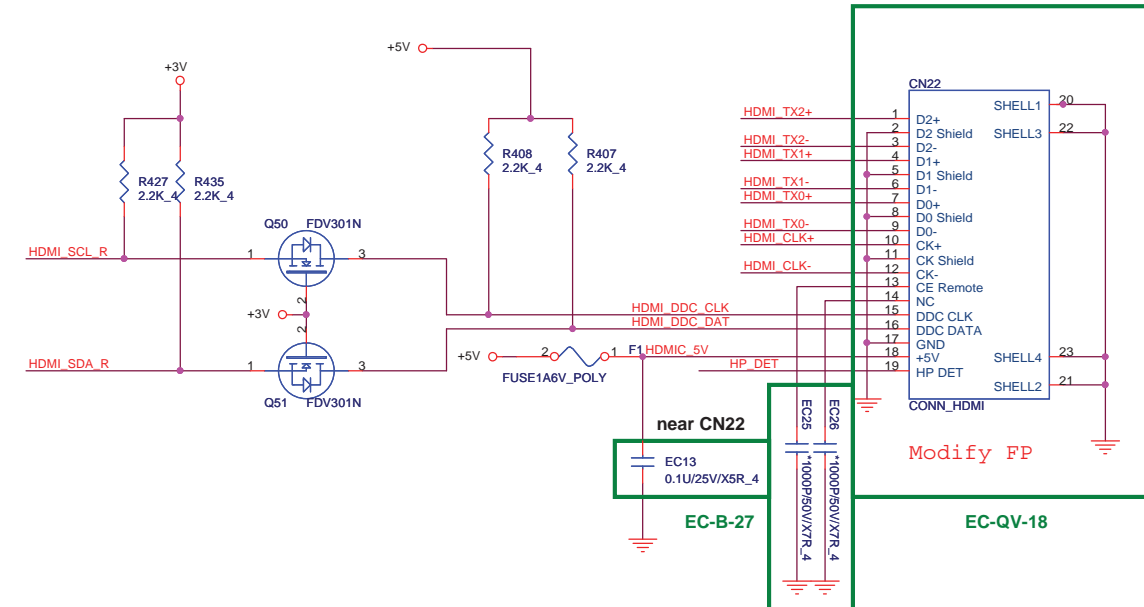 +5V
+3V
R427
2.2K_4
R435
2.2K_4
R408
2.2K_4
R407
2.2K_4
Q50 FDV301N
HDMI_SCL_R
1
3
2
+3V
2
HDMI_SDA_R
1
3
Q51 FDV301N
HDMI_DDC_CLK
HDMI_DDC_DAT
+5V
2
1
F1
HDMIC_5V
FUSE1A6V_POLY
HP_DET
near CN22
EC13
0.1U/25V/X5R_4
EC-B-27
EC25
*1000P/50V/X7R_4
EC26
*1000P/50V/X7R_4
CN22
HDMI_TX2+ 1 D2+
2 D2 Shield
HDMI_TX2- 3 D2-
HDMI_TX1+ 4 D1+
5 D1 Shield
HDMI_TX1- 6 D1-
HDMI_TX0+ 7 D0+
8 D0 Shield
HDMI_TX0- 9 D0-
HDMI_CLK+ 10 CK+
11 CK Shield
HDMI_CLK- 12 CK-
13 CE Remote
14 NC
15 DDC CLK
16 DDC DATA
17 GND
18 +5V
19 HP DET
SHELL1 20
SHELL3 22
SHELL4 23
SHELL2 21
CONN_HDMI
Modify FP
EC-QV-18